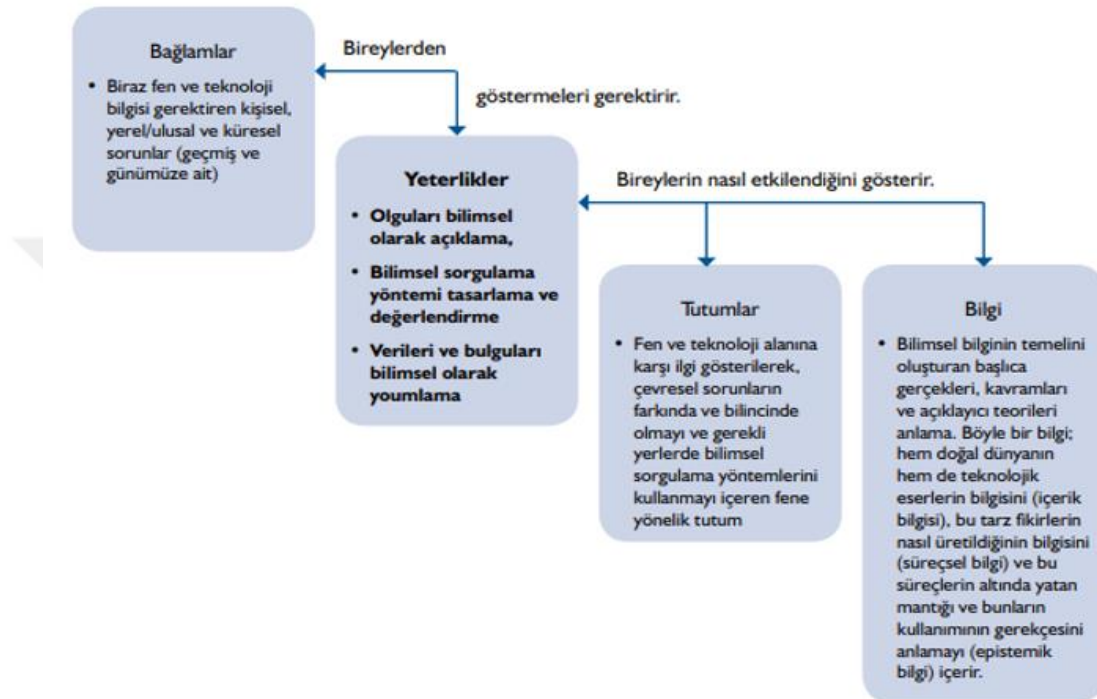 Bağlamlar
• Biraz fen ve teknoloji
bilgisi gerektiren kişisel,
yerel/ulusal ve küresel
sorunlar (geçmiş ve
günümüze ait)
Bireylerden
göstermeleri gerektirir.
Yeterlikler
• Olguları bilimsel
olarak açıklama,
• Bilimsel sorgulama
yöntemi tasarlama ve
değerlendirme
• Verileri ve bulguları
bilimsel olarak
youmlama
Bireylerin nasıl etkilendiğini gösterir.
Tutumlar
• Fen ve teknoloji alanına
karşı ilgi gösterilerek,
çevresel sorunların
farkında ve bilincinde
olmayı ve gerekli
yerlerde bilimsel
sorgulama yöntemlerini
kullanmayı içeren fene
yönelik tutum
Bilgi
• Bilimsel bilginin temelini
oluşturan başlıca
gerçekleri, kavramları
ve açıklayıcı teorileri
anlama. Böyle bir bilgi;
hem doğal dünyanın
hem de teknolojik
eserlerin bilgisini (içerik
bilgisi), bu tarz fikirlerin
nasıl üretildiğinin bilgisini
(süreçsel bilgi) ve bu
süreçlerin altında yatan
mantığı ve bunların
kullanımının gerekçesini
anlamayı (epistemik
bilgi) içerir.